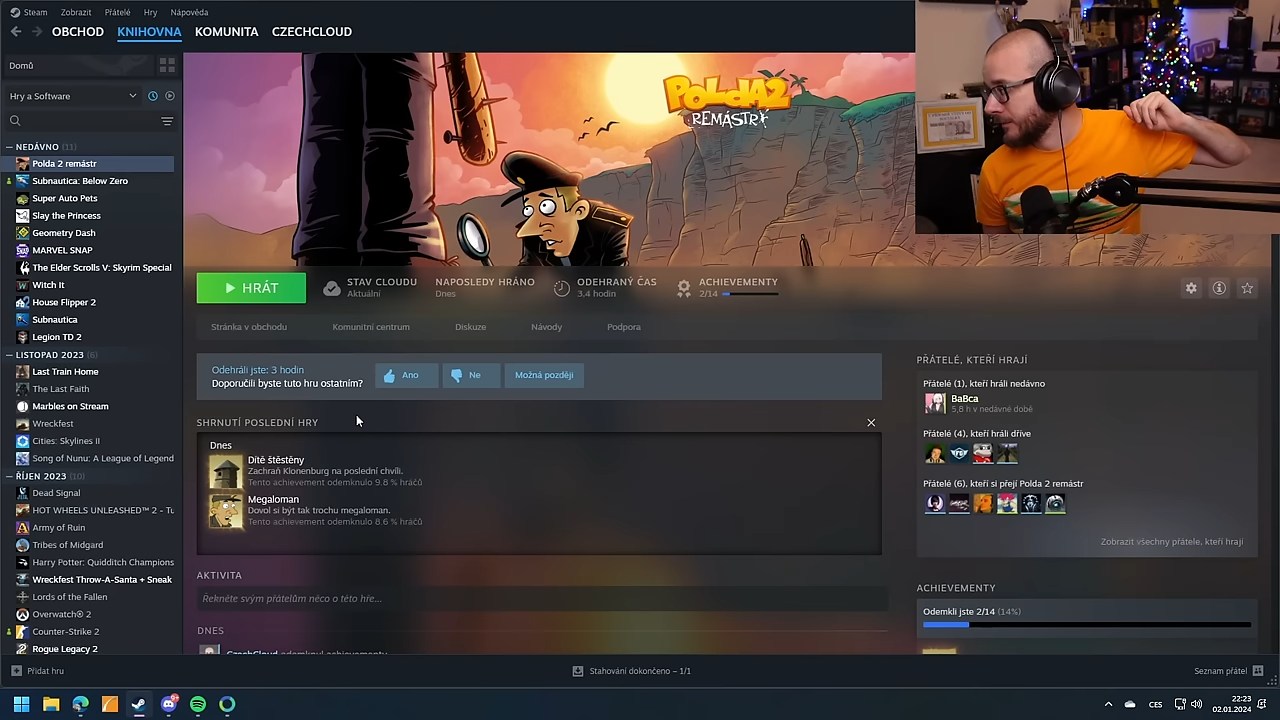 Steam Zobrazit Přátelé Hry Nápověda
OBCHOD KNIHOVNA KOMUNITA CZECHCLOUD
Domů
Hry a Software
NEDÁVNO (11)
Polda 2 remástr
Subnautica: Below Zero
Super Auto Pets
Slay the Princess
Geometry Dash
MARVEL SNAP
The Elder Scrolls V: Skyrim Special
Witch It
House Flipper 2
Subnautica
Legion TD 2
LISTOPAD 2023 (6)
Last Train Home
The Last Faith
Marbles on Stream
Wreckfest
Cities: Skylines II
Song of Nunu: A League of Legend
ŘÍJEN 2023 (10)
Dead Signal
HOT WHEELS UNLEASHED™ 2 - Tu
Army of Ruin
Tribes of Midgard
Harry Potter: Quidditch Champions
Wreckfest Throw-A-Santa + Sneak
Lords of the Fallen
Overwatch® 2
Counter-Strike 2
Rogue Legacy 2
Přidat hru
POLDA 2
REMÁSTR
HRÁT
STAV CLOUDU
Aktuální
NAPOSLEDY HRÁNO
Dnes
ODEHRANÝ ČAS
3,4 hodin
ACHIEVEMENTY
2/14
Stránka v obchodu Komunitní centrum Diskuze Návody Podpora
Odehráli jste: 3 hodin
Doporučili byste tuto hru ostatním?
Ano Ne Možná později
SHRNUTÍ POSLEDNÍ HRY
Dnes
Dítě štěstěny
Zachraň Klonenburg na poslední chvíli.
Tento achievement odemknulo 9.8 % hráčů
Megaloman
Dovol si být tak trochu megaloman.
Tento achievement odemknulo 8.6 % hráčů
AKTIVITA
Řekněte svým přátelům něco o této hře...
DNES
CzechCloud odemknul achievementy
PŘÁTELÉ, KTEŘÍ HRAJÍ
Přátelé (1), kteří hráli nedávno
BaBca
5,8 h v nedávné době
Přátelé (4), kteří hráli dříve
Přátelé (6), kteří si přejí Polda 2 remástr
Zobrazit všechny přátele, kteří hrají
ACHIEVEMENTY
Odemkli jste 2/14 (14%)
Stahování dokončeno – 1/1
Seznam přátel
CES
22:23
02.01.2024